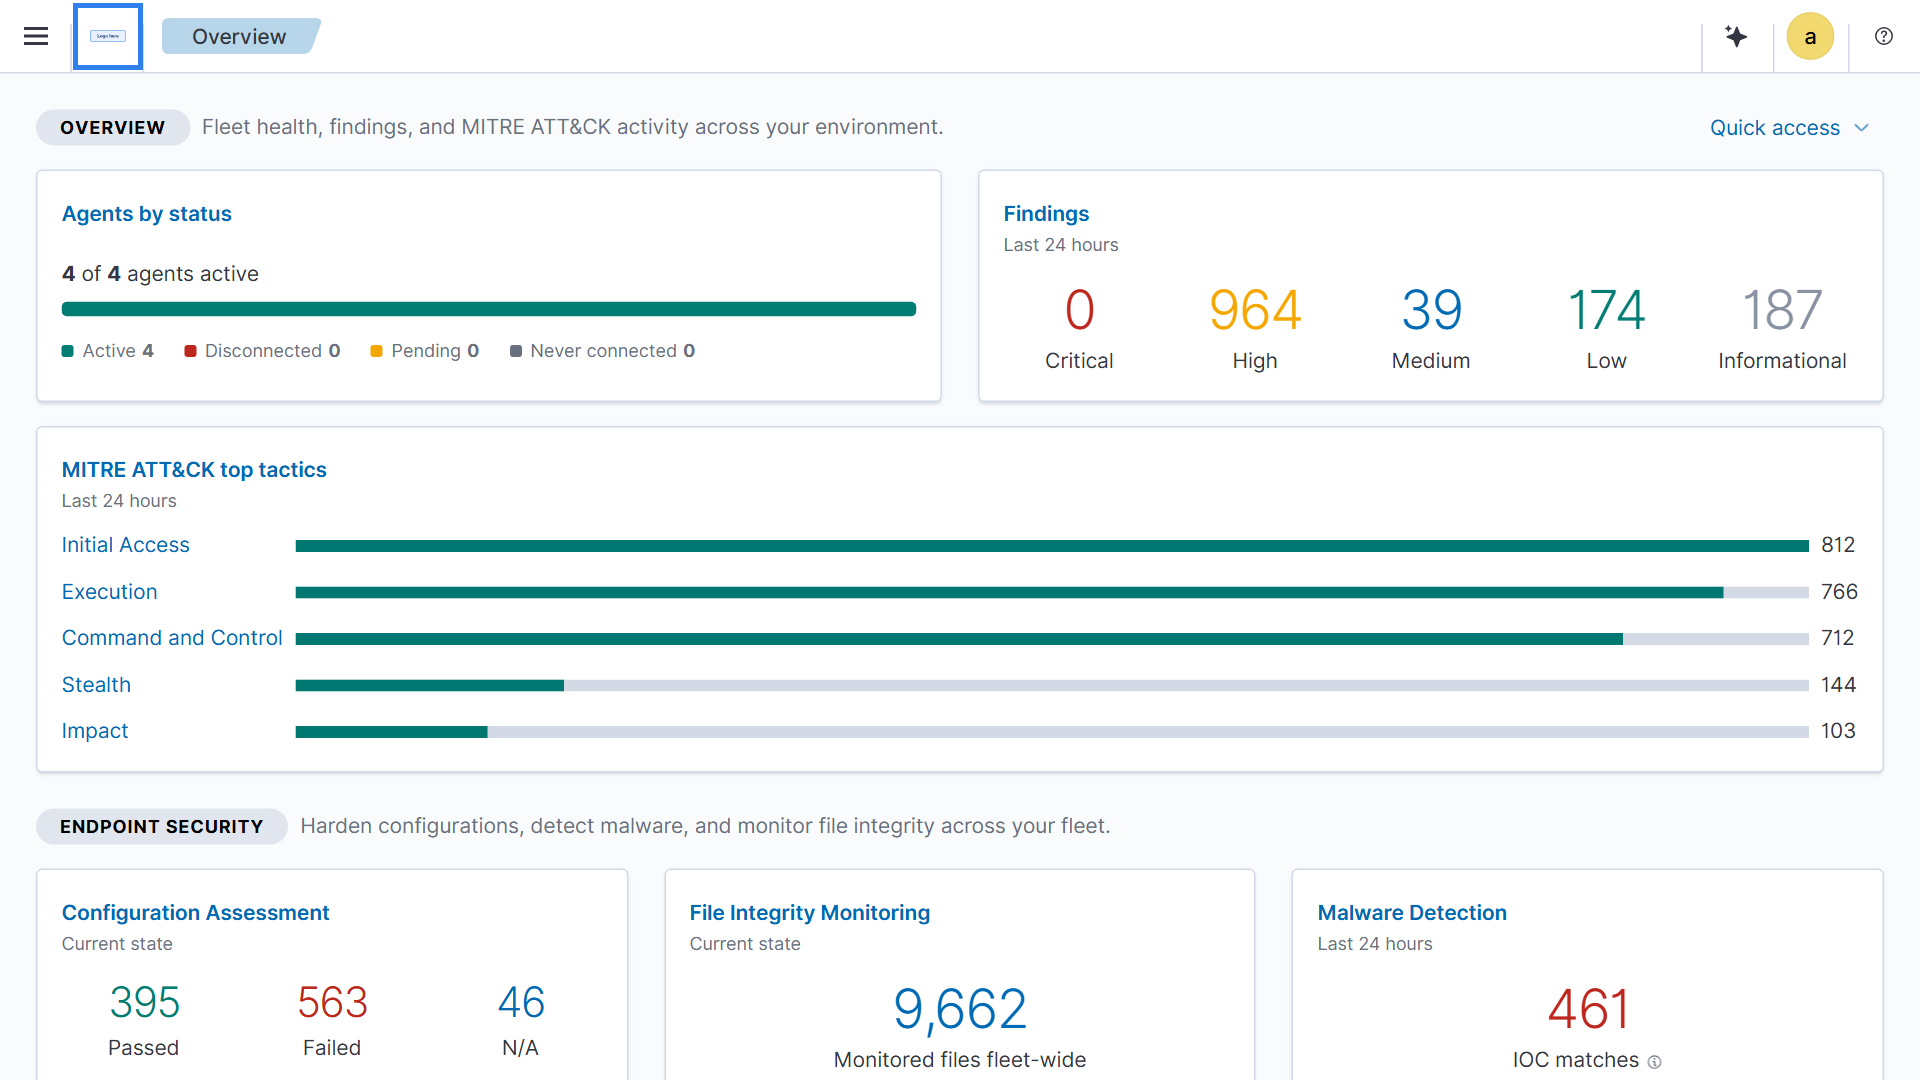 Logo here
Overview
a
OVERVIEW Fleet health, findings, and MITRE ATT&CK activity across your environment.
Quick access
Agents by status
4 of 4 agents active
Active 4 Disconnected 0 Pending 0 Never connected 0
Findings
Last 24 hours
0 964 39 174 187
Critical High Medium Low Informational
MITRE ATT&CK top tactics
Last 24 hours
Initial Access 812
Execution 766
Command and Control 712
Stealth 144
Impact 103
ENDPOINT SECURITY Harden configurations, detect malware, and monitor file integrity across your fleet.
Configuration Assessment
Current state
395 563 46
Passed Failed N/A
File Integrity Monitoring
Current state
9,662
Monitored files fleet-wide
Malware Detection
Last 24 hours
461
IOC matches